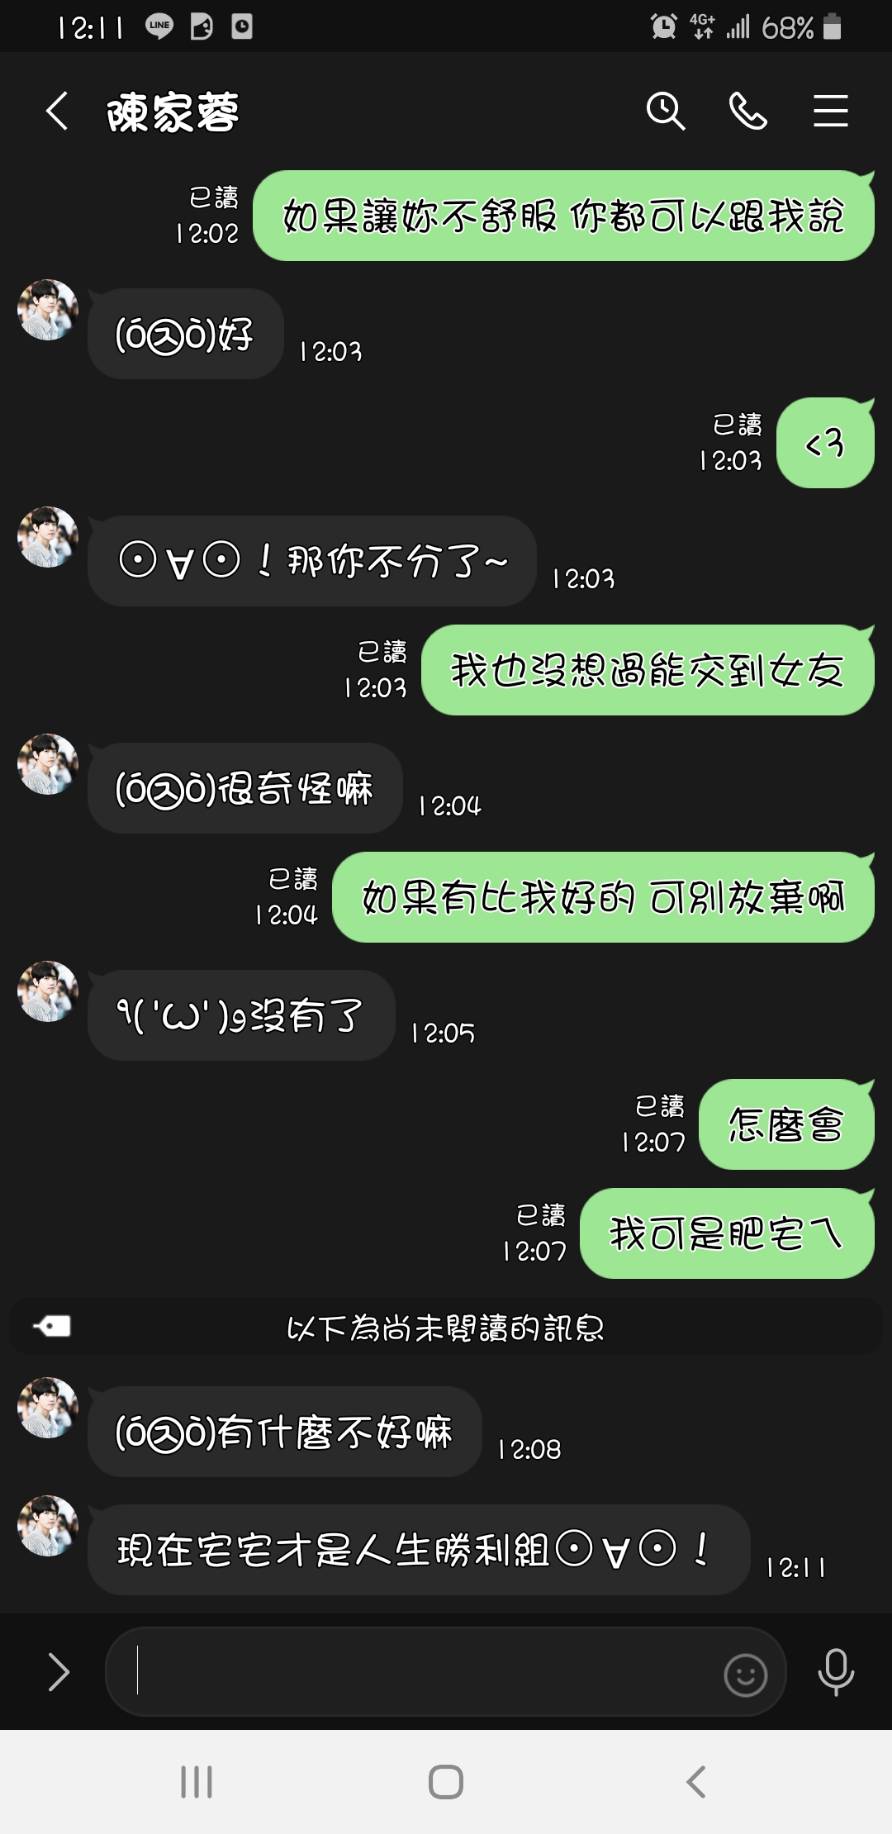 12:11 LINE 4G+ 68%
陳家蓉
已讀
12:02
如果讓妳不舒服 你都可以跟我說
(ó㉨ò)好
12:03
已讀
12:03
<3
⊙∀⊙！那你不分了~
12:03
已讀
12:03
我也沒想過能交到女友
(ó㉨ò)很奇怪嘛
12:04
已讀
12:04
如果有比我好的 可別放棄啊
٩( 'ω' )و沒有了
12:05
已讀
12:07
怎麼會
已讀
12:07
我可是肥宅ㄟ
以下為尚未閱讀的訊息
(ó㉨ò)有什麼不好嘛
12:08
現在宅宅才是人生勝利組⊙∀⊙！
12:11